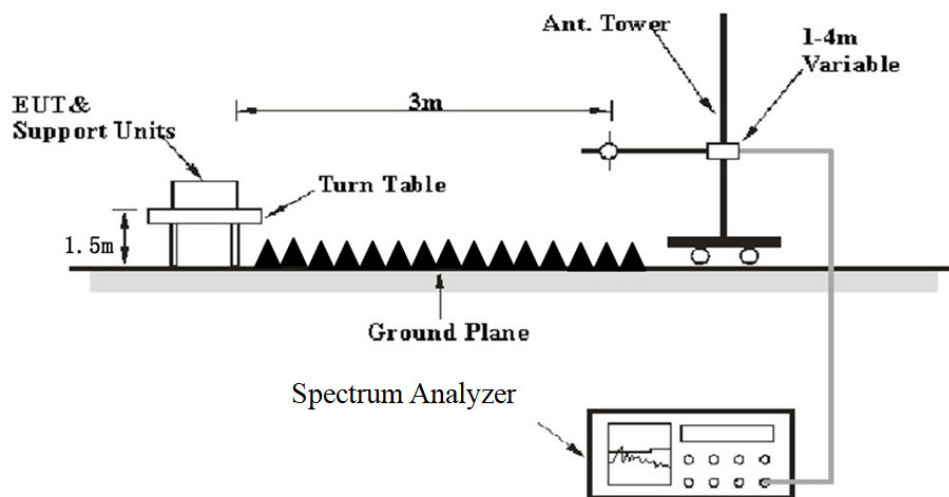 Ant. Tower
1-4m
Variable
EUT&
Support Units
3m
Turn Table
1.5m
Ground Plane
Spectrum Analyzer